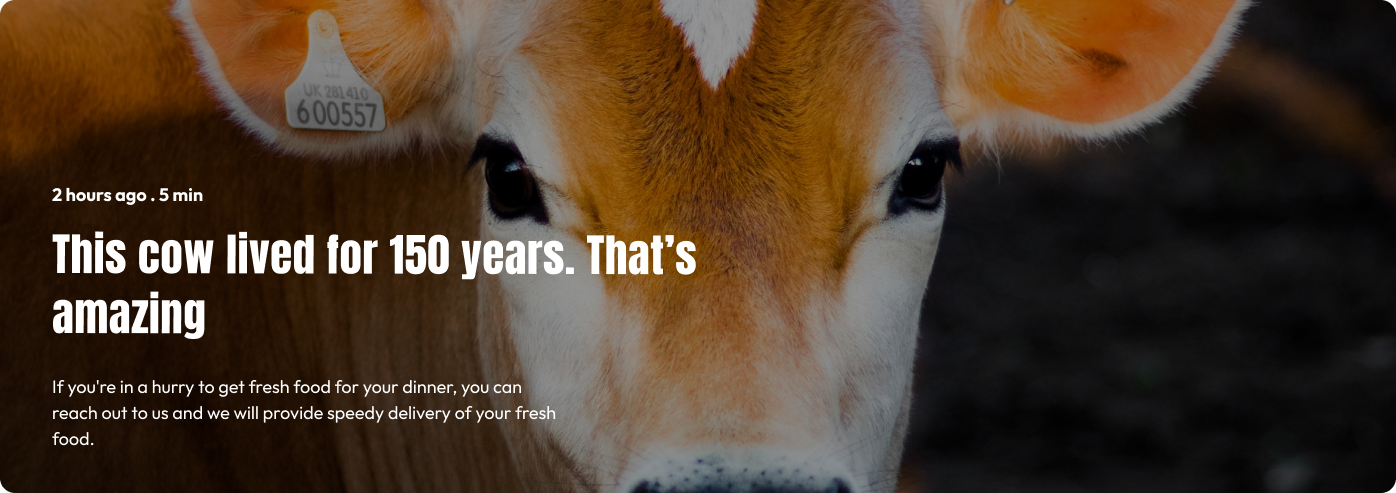 UK 281410
600557
2 hours ago . 5 min
This cow lived for 150 years. That’s
amazing
If you're in a hurry to get fresh food for your dinner, you can
reach out to us and we will provide speedy delivery of your fresh
food.